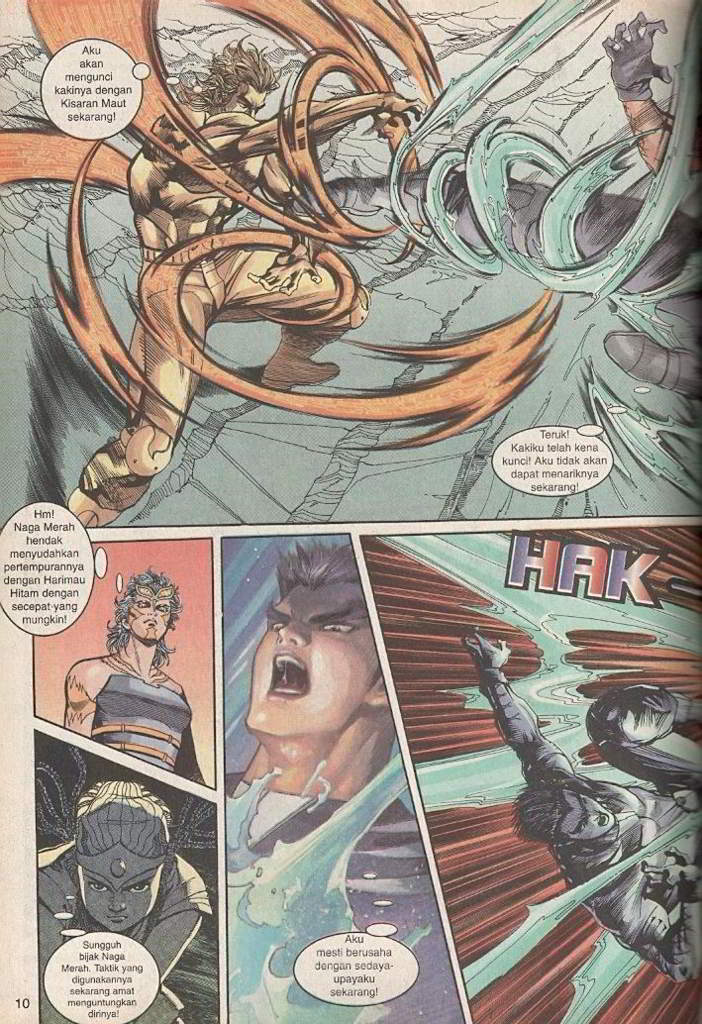 Aku
akan
mengunci
kakinya dengan
Kisaran Maut
sekarang!
Teruk!
Kakiku telah kena
kunci! Aku tidak akan
dapat menariknya
sekarang!
Hm!
Naga Merah
hendak
menyudahkan
pertempurannya
dengan Harimau
Hitam dengan
secepat-yang
mungkin!
HAK
Sungguh
bijak Naga
Merah. Taktik yang
digunakannya
sekarang amat
menguntungkan
dirinya!
Aku
mesti berusaha
dengan sedaya-
upayaku
sekarang!
10